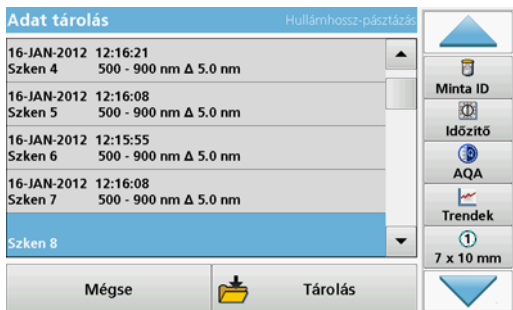 Adat tárolás
Hullámhossz-pásztázás
16-JAN-2012 12:16:21
Szken 4 500 - 900 nm Δ 5.0 nm
16-JAN-2012 12:16:08
Szken 5 500 - 900 nm Δ 5.0 nm
16-JAN-2012 12:15:55
Szken 6 500 - 900 nm Δ 5.0 nm
16-JAN-2012 12:16:08
Szken 7 500 - 900 nm Δ 5.0 nm
Szken 8
Mégse
Tárolás
Minta ID
Időzítő
AQA
Trendek
1
7 x 10 mm